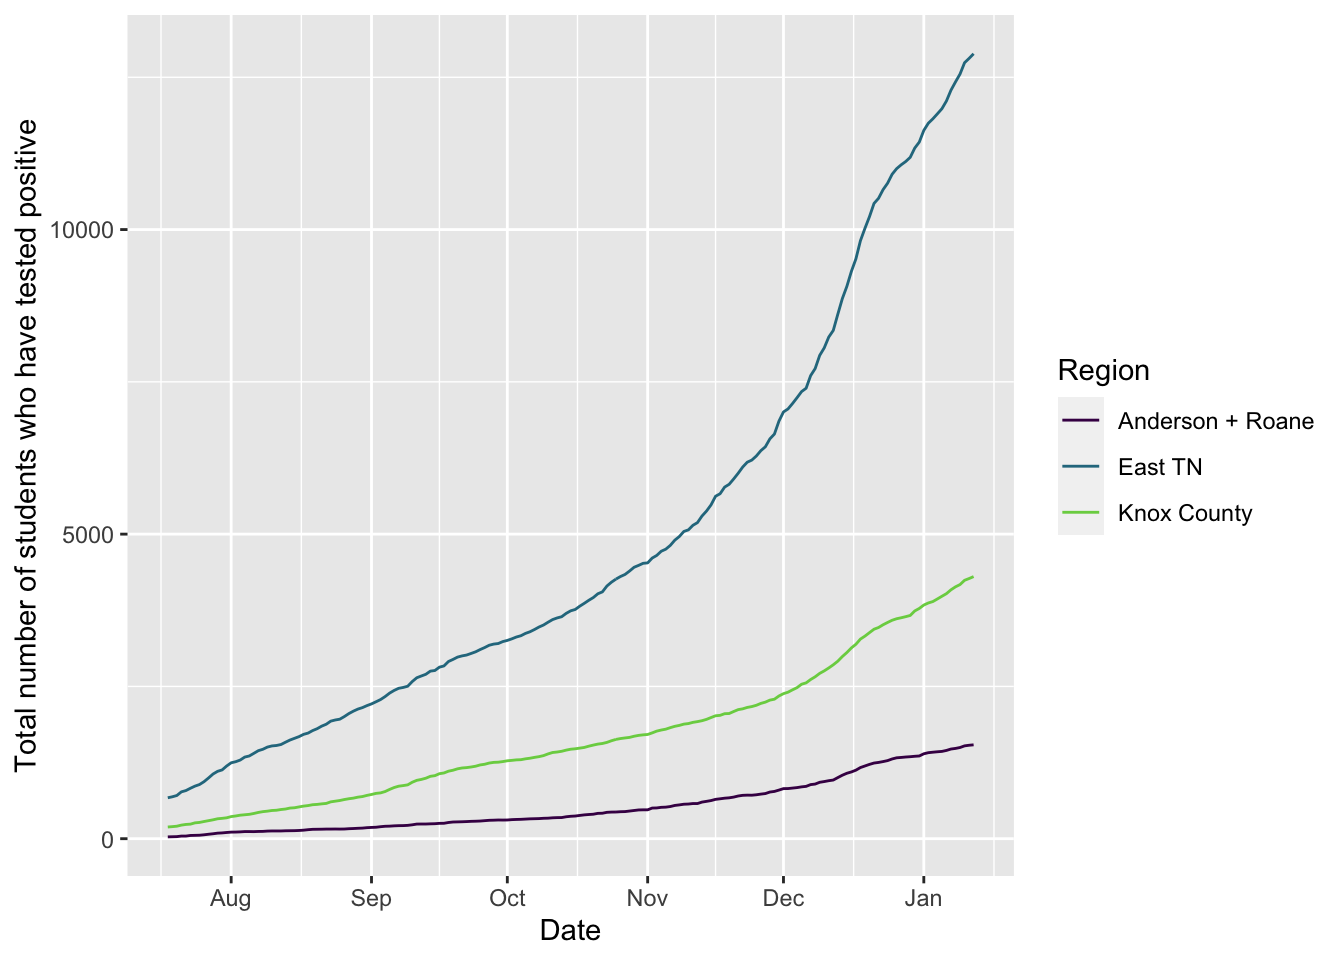 Total number of students who have tested positive
10000
5000
0
Aug Sep Oct Nov Dec Jan
Date
Region
Anderson + Roane
East TN
Knox County